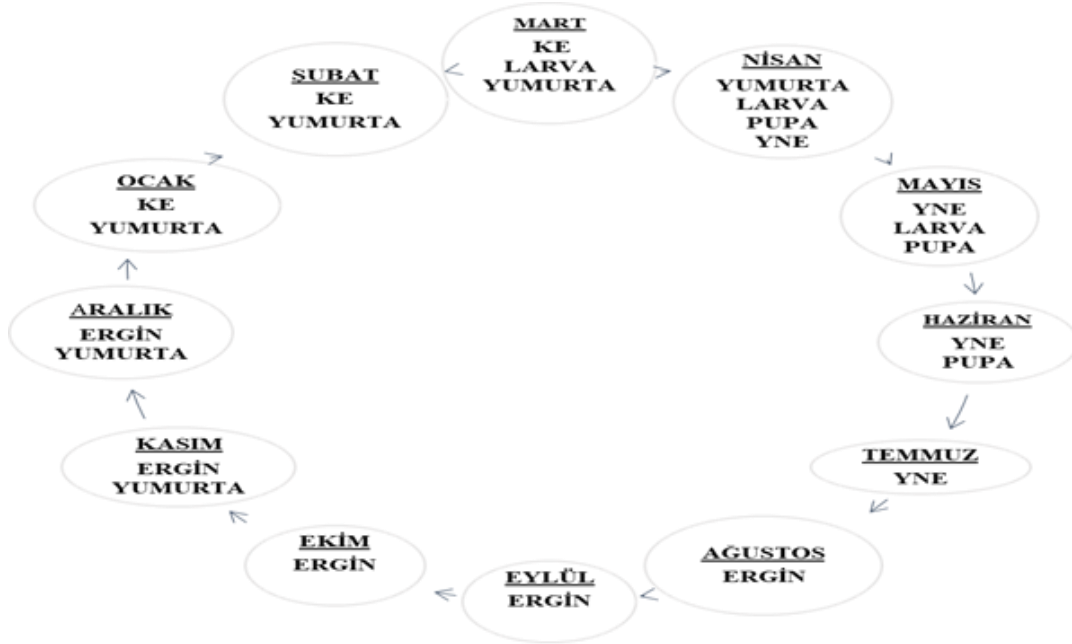 MART
KE
LARVA
YUMURTA
NİSAN
YUMURTA
LARVA
PUPA
YNE
MAYIS
YNE
LARVA
PUPA
HAZİRAN
YNE
PUPA
TEMMUZ
YNE
AĞUSTOS
ERGİN
EYLÜL
ERGİN
EKİM
ERGİN
KASIM
ERGİN
YUMURTA
ARALIK
ERGİN
YUMURTA
OCAK
KE
YUMURTA
ŞUBAT
KE
YUMURTA